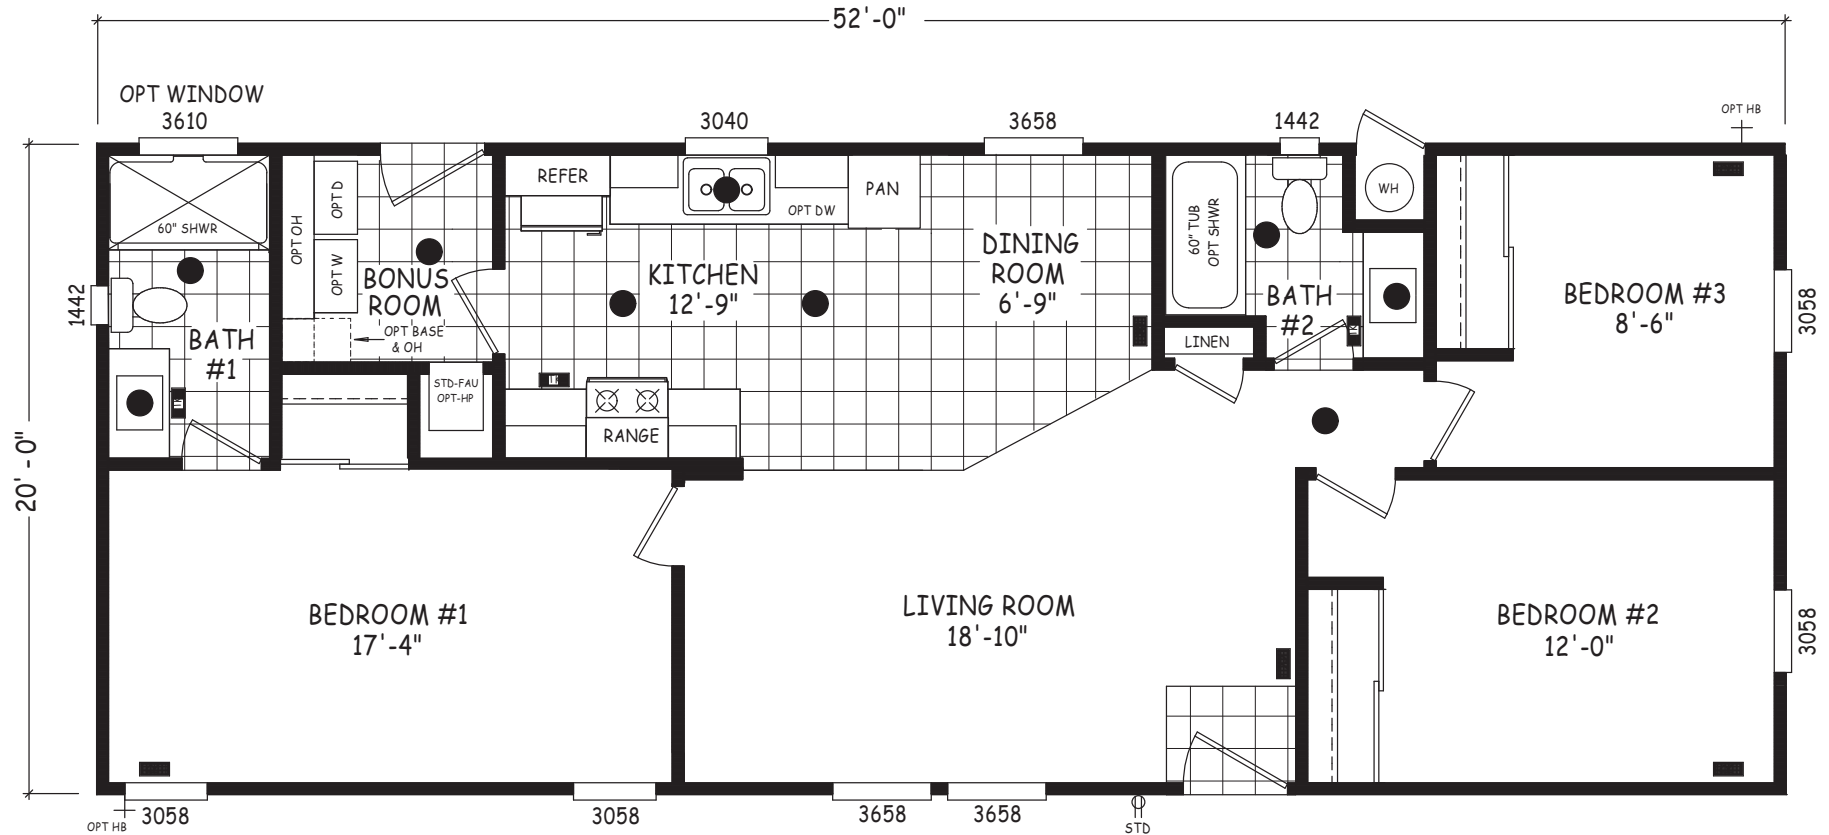 52'-0"
OPT WINDOW
3610
3040
3658
1442
OPT HB
60" SHWR
OPT OH
OPT D
OPT W
BONUS
ROOM
OPT BASE
& OH
REFER
OPT DW
PAN
KITCHEN
12'-9"
DINING
ROOM
6'-9"
60" TUB
OPT SHWR
WH
BATH
#2
LINEN
BEDROOM #3
8'-6"
3058
1442
BATH
#1
STD-FAU
OPT-HP
RANGE
20'-0"
BEDROOM #1
17'-4"
LIVING ROOM
18'-10"
BEDROOM #2
12'-0"
3058
OPT HB
3058
3058
3658
3658
STD